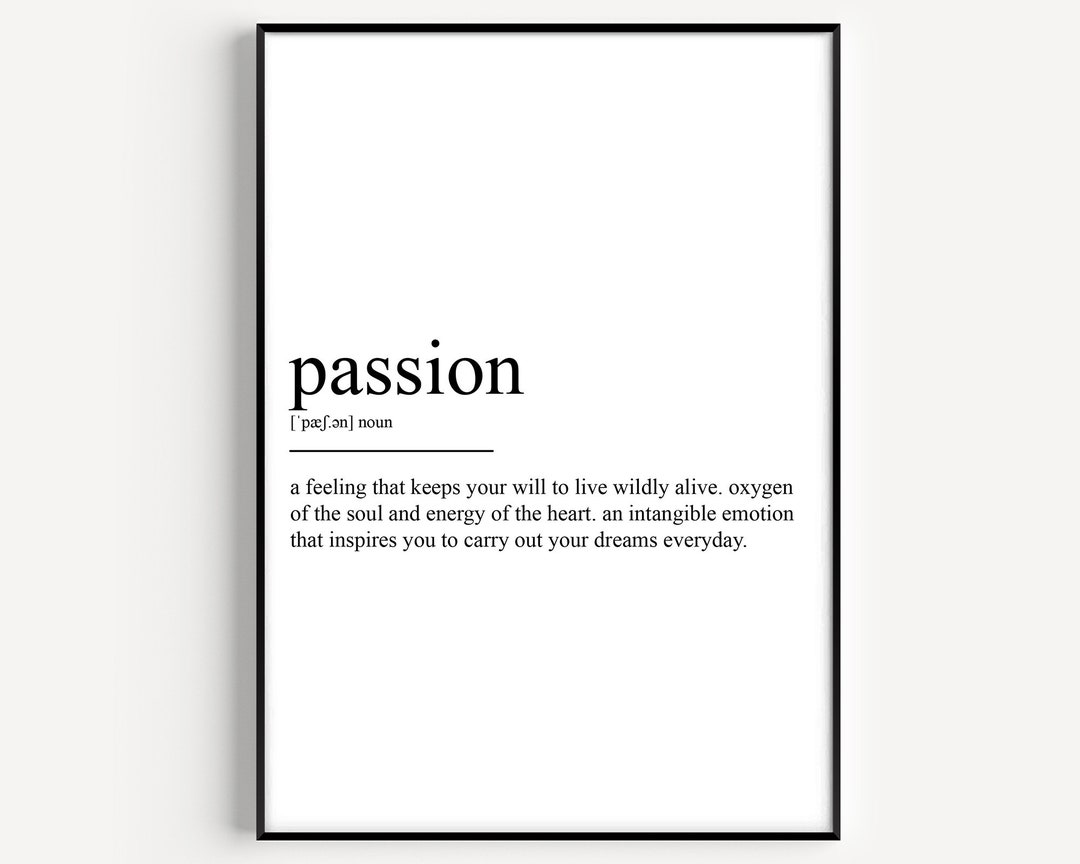 passion
[ˈpæʃ.ən] noun
a feeling that keeps your will to live wildly alive. oxygen
of the soul and energy of the heart. an intangible emotion
that inspires you to carry out your dreams everyday.